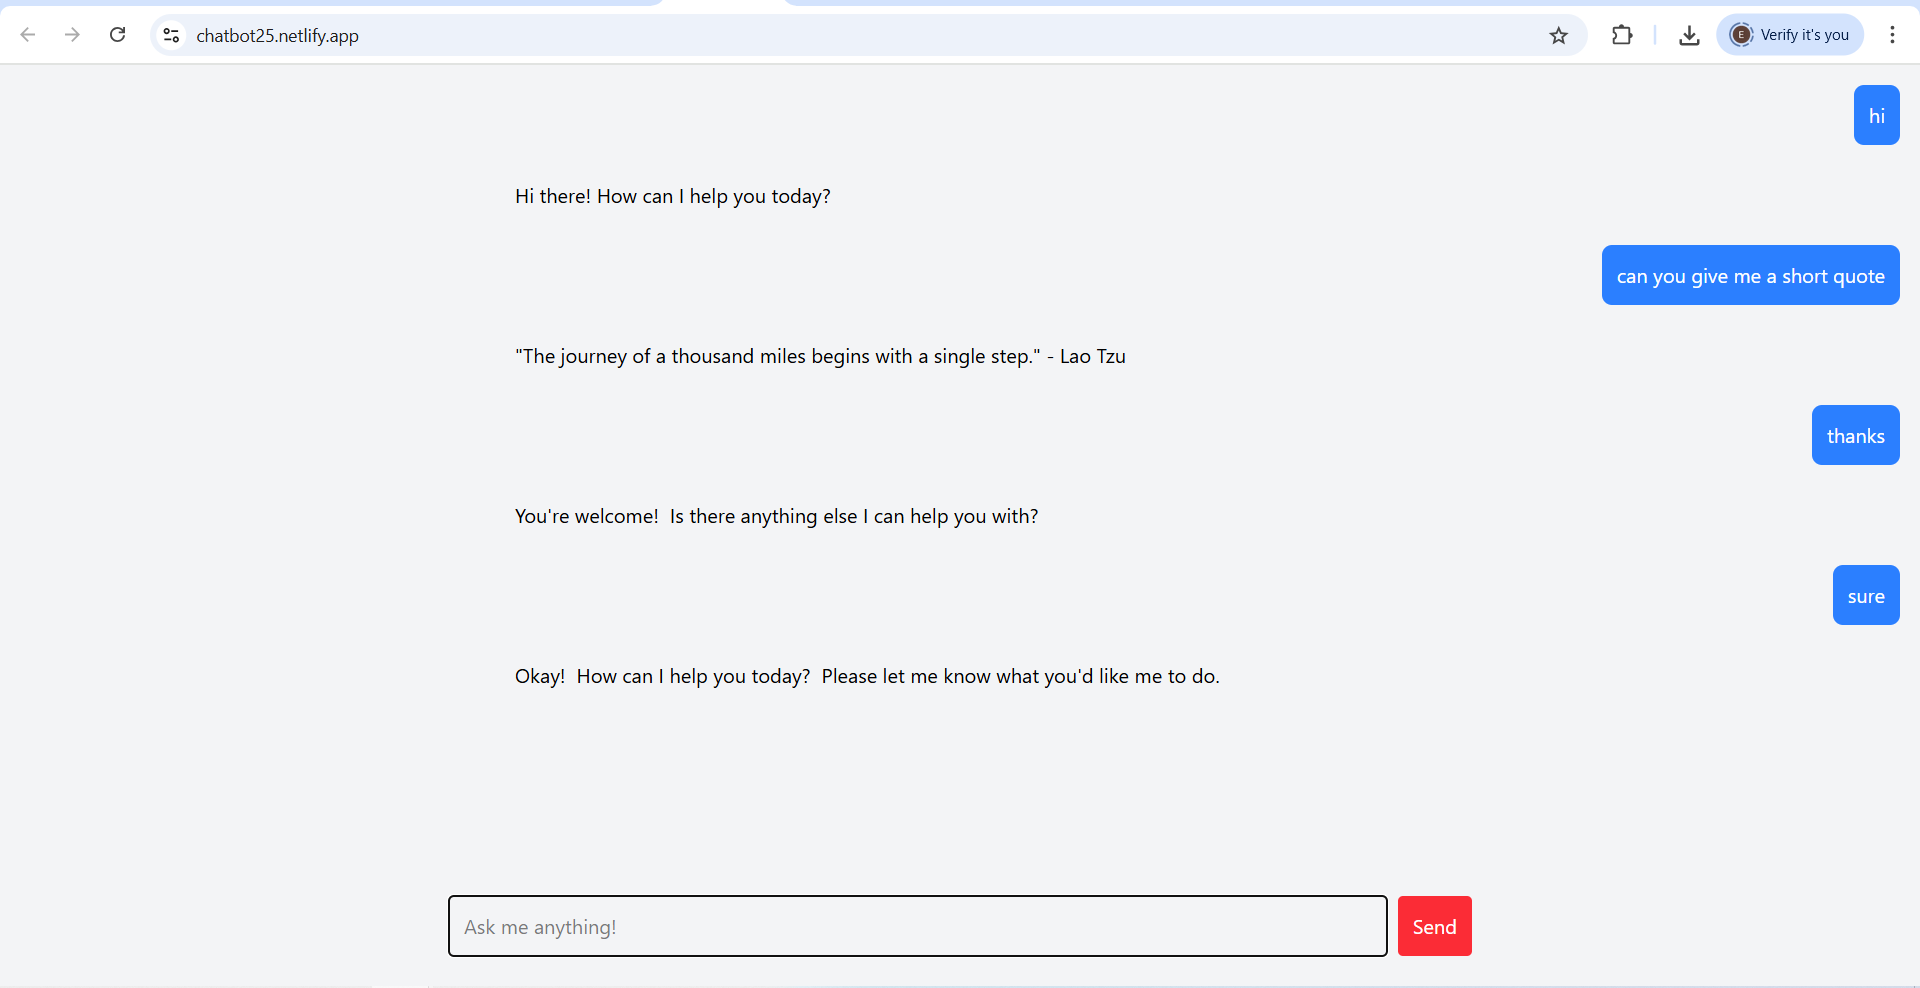 chatbot25.netlify.app
E
Verify it's you
hi
Hi there! How can I help you today?
can you give me a short quote
"The journey of a thousand miles begins with a single step." - Lao Tzu
thanks
You're welcome!  Is there anything else I can help you with?
sure
Okay!  How can I help you today?  Please let me know what you'd like me to do.
Ask me anything!
Send